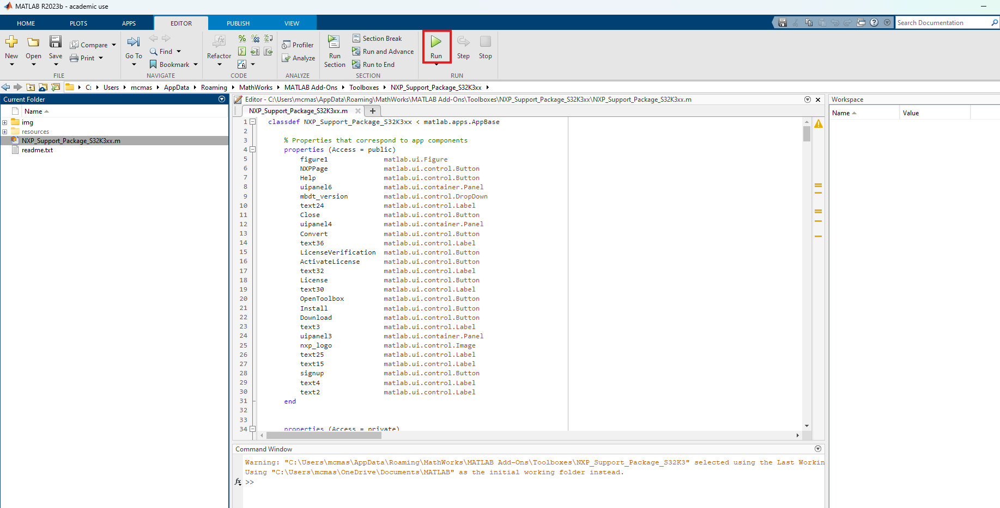 MATLAB R2023b - academic use
HOME PLOTS APPS EDITOR PUBLISH VIEW
Search Documentation
New Open Save Compare Print
FILE
Go To Find Bookmark
NAVIGATE
Refactor
CODE
Profiler
Analyze
ANALYZE
Run Section
Section Break
Run and Advance
Run to End
SECTION
Run Step Stop
RUN
C: Users mcmas AppData Roaming MathWorks MATLAB Add-Ons Toolboxes NXP_Support_Package_S32K3xx
Current Folder
Name
img
resources
NXP_Support_Package_S32K3xx.m
readme.txt
Editor - C:\Users\mcmas\AppData\Roaming\MathWorks\MATLAB Add-Ons\Toolboxes\NXP_Support_Package_S32K3xx\NXP_Support_Package_S32K3xx.m
NXP_Support_Package_S32K3xx.m
1 classdef NXP_Support_Package_S32K3xx < matlab.apps.AppBase
2
3 % Properties that correspond to app components
4 properties (Access = public)
5 figure1 matlab.ui.Figure
6 NXPPage matlab.ui.control.Button
7 Help matlab.ui.control.Button
8 uipanel6 matlab.ui.container.Panel
9 mbdt_version matlab.ui.control.DropDown
10 text24 matlab.ui.control.Label
11 Close matlab.ui.control.Button
12 uipanel4 matlab.ui.container.Panel
13 Convert matlab.ui.control.Button
14 text36 matlab.ui.control.Label
15 LicenseVerification matlab.ui.control.Button
16 ActivateLicense matlab.ui.control.Button
17 text32 matlab.ui.control.Label
18 License matlab.ui.control.Button
19 text30 matlab.ui.control.Label
20 OpenToolbox matlab.ui.control.Button
21 Install matlab.ui.control.Button
22 Download matlab.ui.control.Button
23 text3 matlab.ui.control.Label
24 uipanel3 matlab.ui.container.Panel
25 nxp_logo matlab.ui.control.Image
26 text25 matlab.ui.control.Label
27 text15 matlab.ui.control.Label
28 signup matlab.ui.control.Button
29 text4 matlab.ui.control.Label
30 text2 matlab.ui.control.Label
31 end
32
33
34 properties (Access = private)
Workspace
Name Value
Command Window
Warning: "C:\Users\mcmas\AppData\Roaming\MathWorks\MATLAB Add-Ons\Toolboxes\NXP_Support_Package_S32K3" selected using the Last Workin
Using "C:\Users\mcmas\OneDrive\Documents\MATLAB" as the initial working folder instead.
fx >>